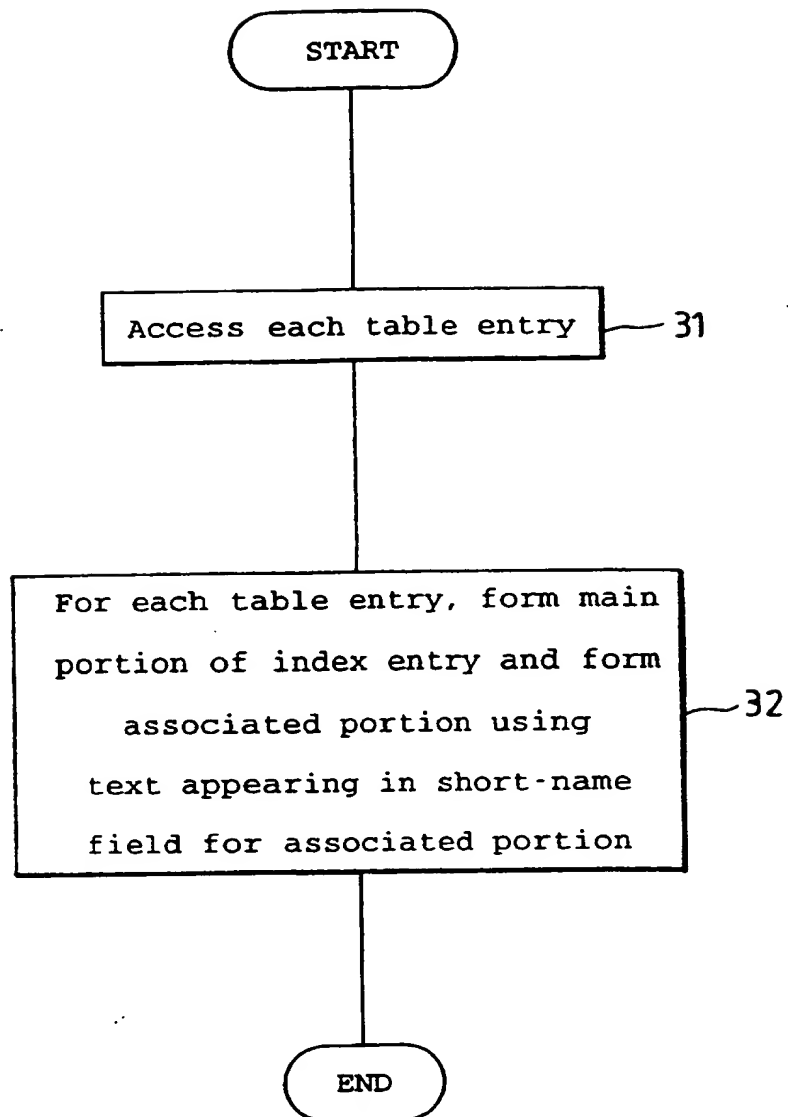 START
Access each table entry
31
For each table entry, form main
portion of index entry and form
associated portion using
text appearing in short-name
field for associated portion
32
END